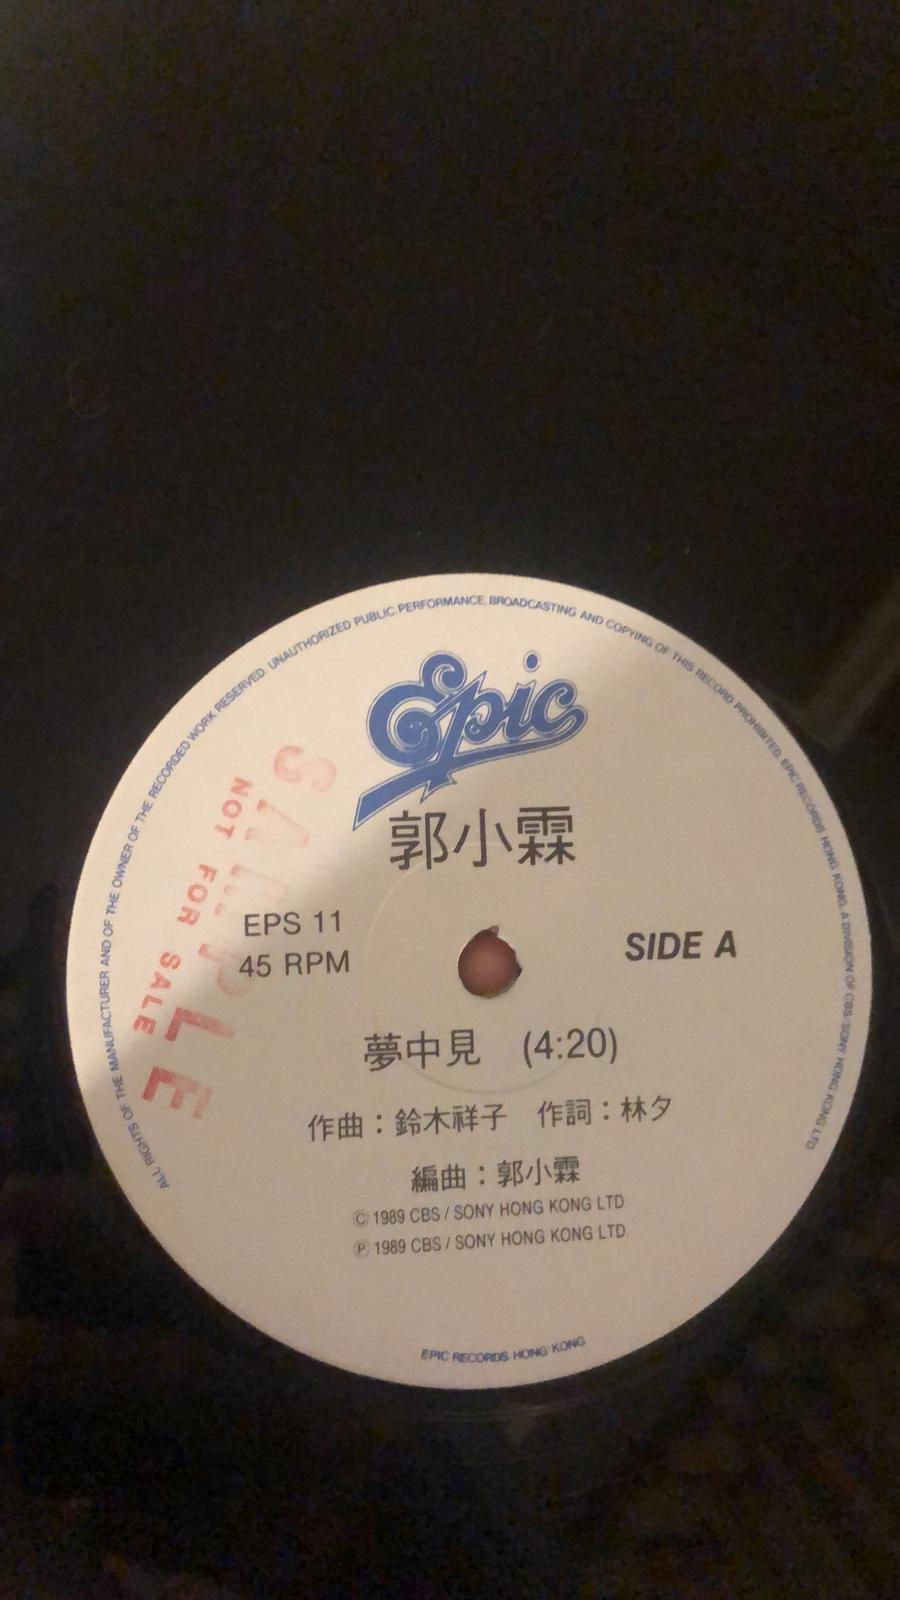 ALL RIGHTS OF THE MANUFACTURER AND OF THE OWNER OF THE RECORDED WORK RESERVED. UNAUTHORIZED PUBLIC PERFORMANCE, BROADCASTING AND COPYING OF THIS RECORD PROHIBITED. EPIC RECORDS HONG KONG. A DIVISION OF CBS/SONY HONG KONG LTD.
Epic
郭小霖
SAMPLE
NOT FOR SALE
EPS 11
45 RPM
SIDE A
夢中見 (4:20)
作曲：鈴木祥子 作詞：林夕
編曲：郭小霖
Ⓒ 1989 CBS / SONY HONG KONG LTD.
Ⓟ 1989 CBS / SONY HONG KONG LTD.
EPIC RECORDS HONG KONG